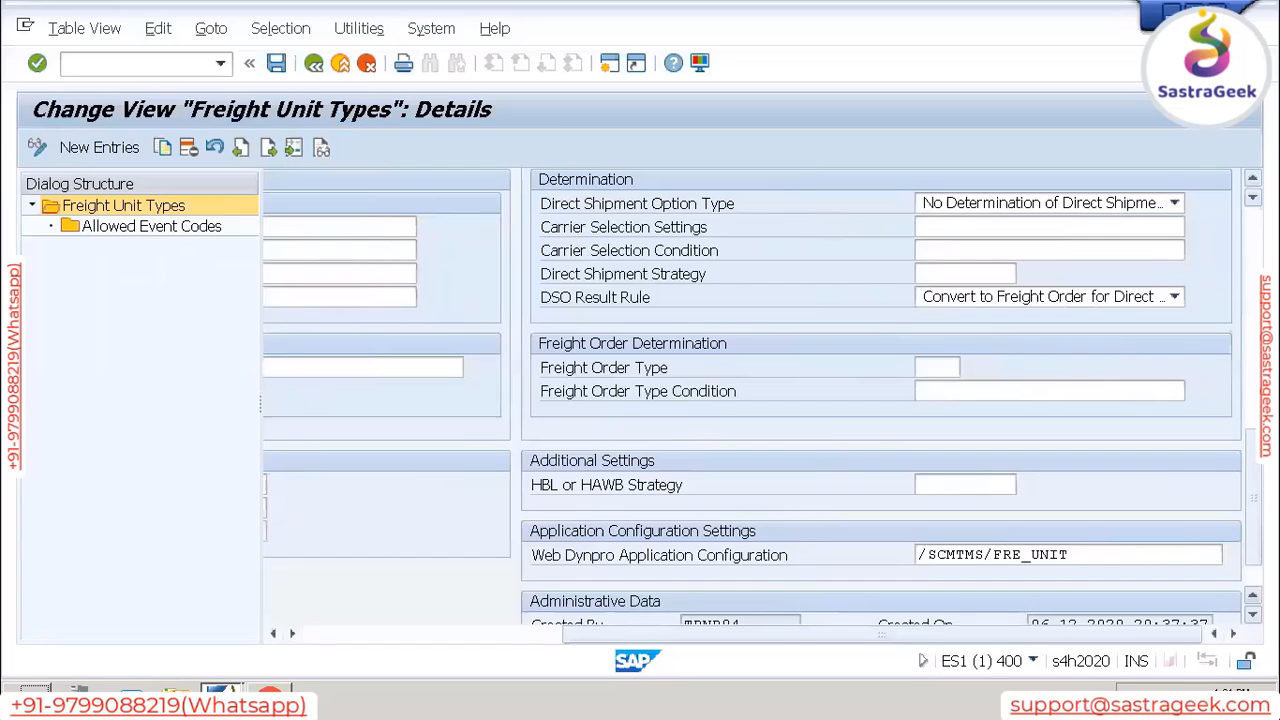 Table View Edit Goto Selection Utilities System Help
SastraGeek
Change View "Freight Unit Types": Details
New Entries
Dialog Structure
Freight Unit Types
Allowed Event Codes
Determination
Direct Shipment Option Type No Determination of Direct Shipme...
Carrier Selection Settings
Carrier Selection Condition
Direct Shipment Strategy
DSO Result Rule Convert to Freight Order for Direct ...
Freight Order Determination
Freight Order Type
Freight Order Type Condition
Additional Settings
HBL or HAWB Strategy
Application Configuration Settings
Web Dynpro Application Configuration /SCMTMS/FRE_UNIT
Administrative Data
Created By Created On
SAP ES1 (1) 400 s4h2020 INS
+91-9799088219(Whatsapp)
support@sastrageek.com
+91-9799088219(Whatsapp)
support@sastrageek.com